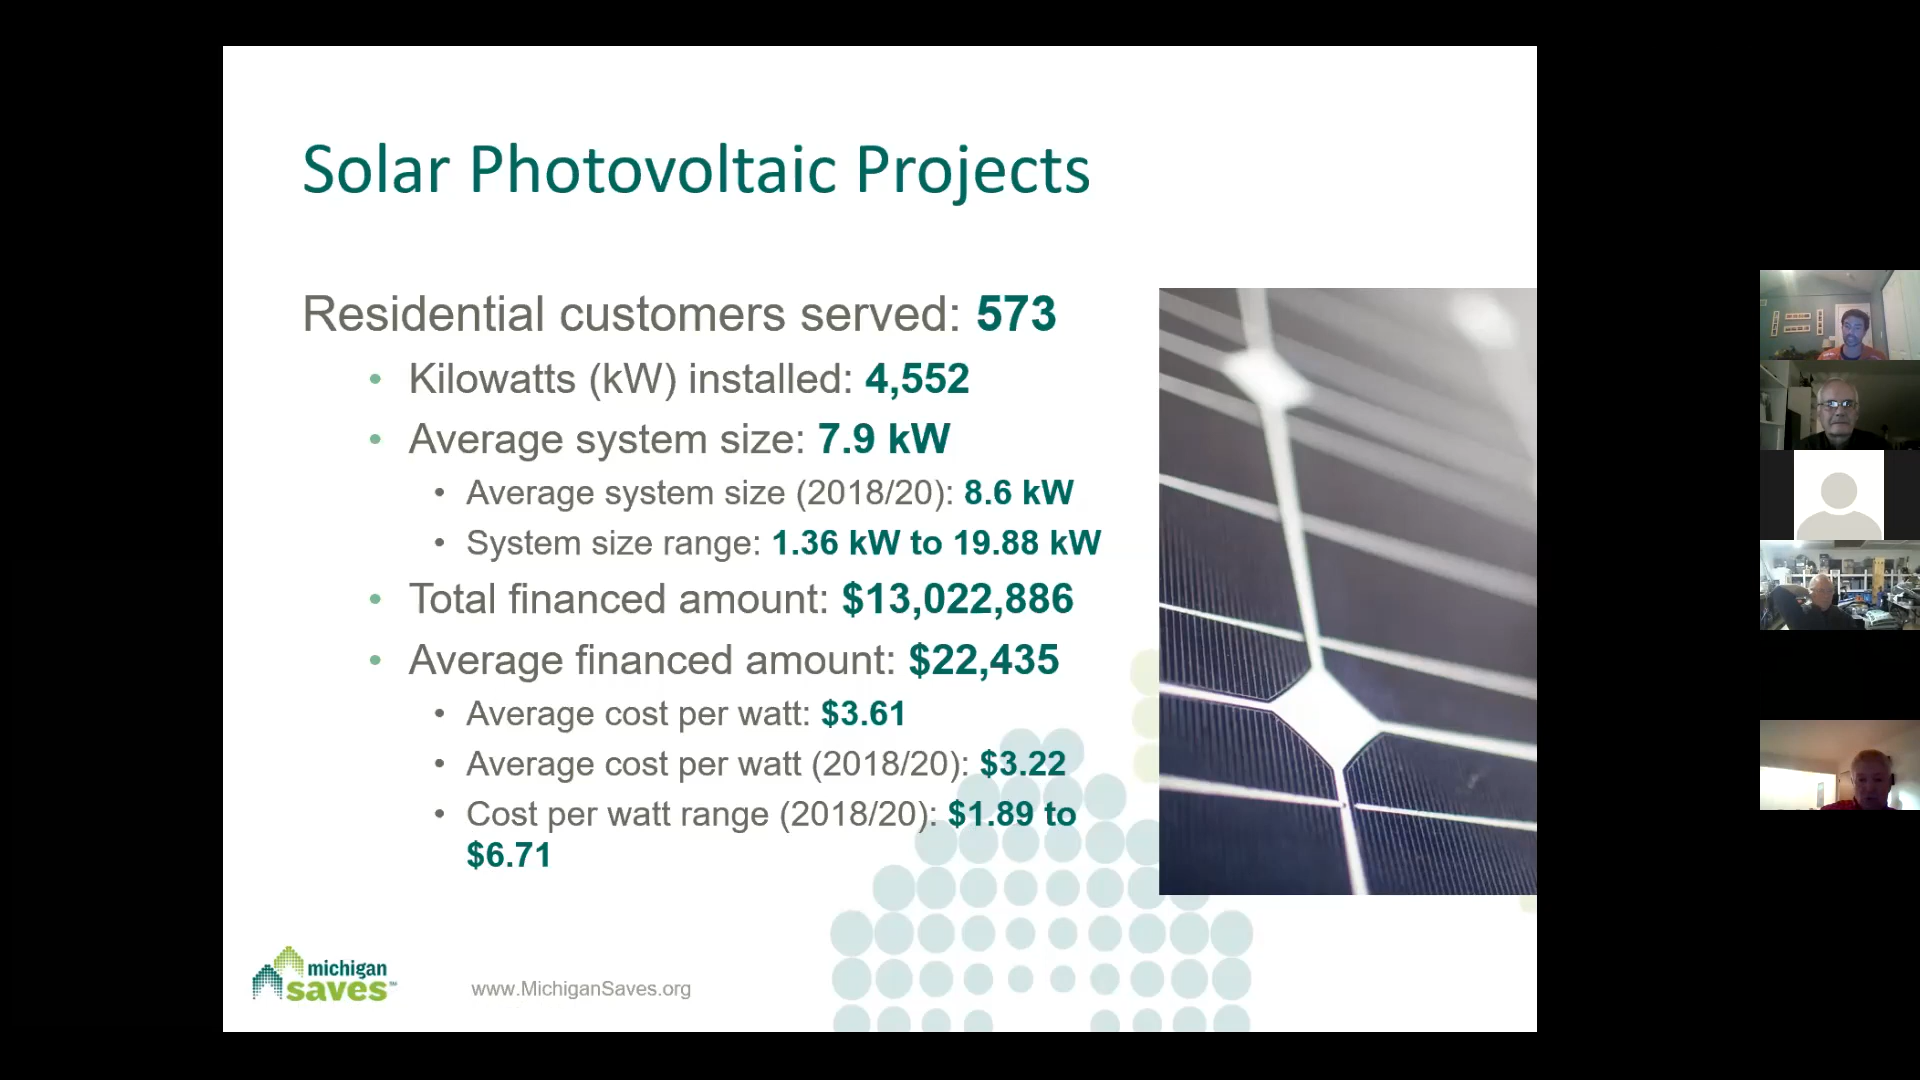 Solar Photovoltaic Projects
Residential customers served: 573
• Kilowatts (kW) installed: 4,552
• Average system size: 7.9 kW
• Average system size (2018/20): 8.6 kW
• System size range: 1.36 kW to 19.88 kW
• Total financed amount: $13,022,886
• Average financed amount: $22,435
• Average cost per watt: $3.61
• Average cost per watt (2018/20): $3.22
• Cost per watt range (2018/20): $1.89 to
$6.71
michigan
saves™
www.MichiganSaves.org